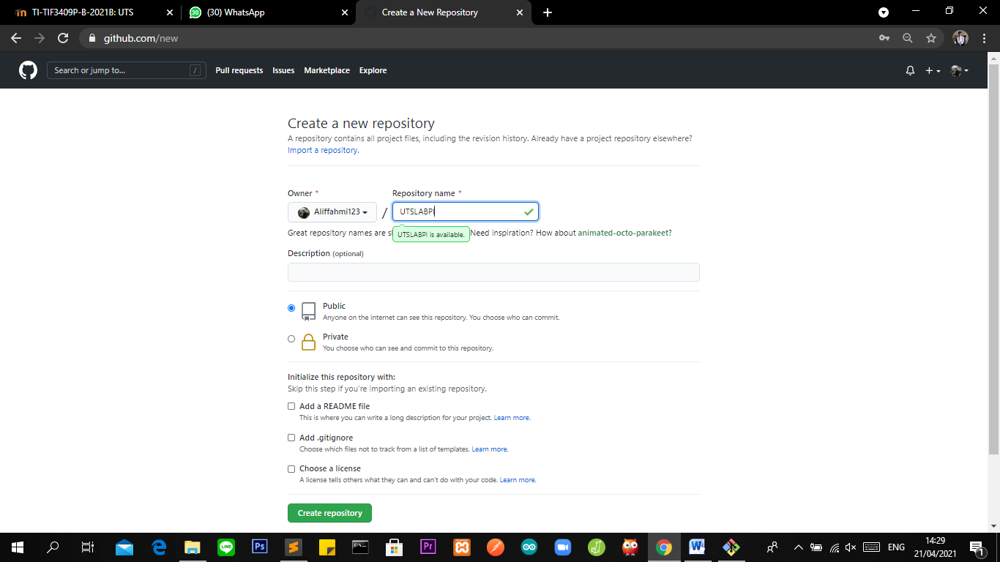 TI-TIF3409P-B-2021B: UTS
(30) WhatsApp
Create a New Repository
github.com/new
Search or jump to...
/
Pull requests
Issues
Marketplace
Explore
Create a new repository
A repository contains all project files, including the revision history. Already have a project repository elsewhere?
Import a repository.
Owner *
Repository name *
Aliffahmi123
/
UTSLABPI
Great repository names are
UTSLABPI is available.
Need inspiration? How about animated-octo-parakeet?
Description (optional)
Public
Anyone on the internet can see this repository. You choose who can commit.
Private
You choose who can see and commit to this repository.
Initialize this repository with:
Skip this step if you're importing an existing repository.
Add a README file
This is where you can write a long description for your project. Learn more.
Add .gitignore
Choose which files not to track from a list of templates. Learn more.
Choose a license
A license tells others what they can and can't do with your code. Learn more.
Create repository
LINE
Ps
Pr
W
ENG
14:29
21/04/2021
1